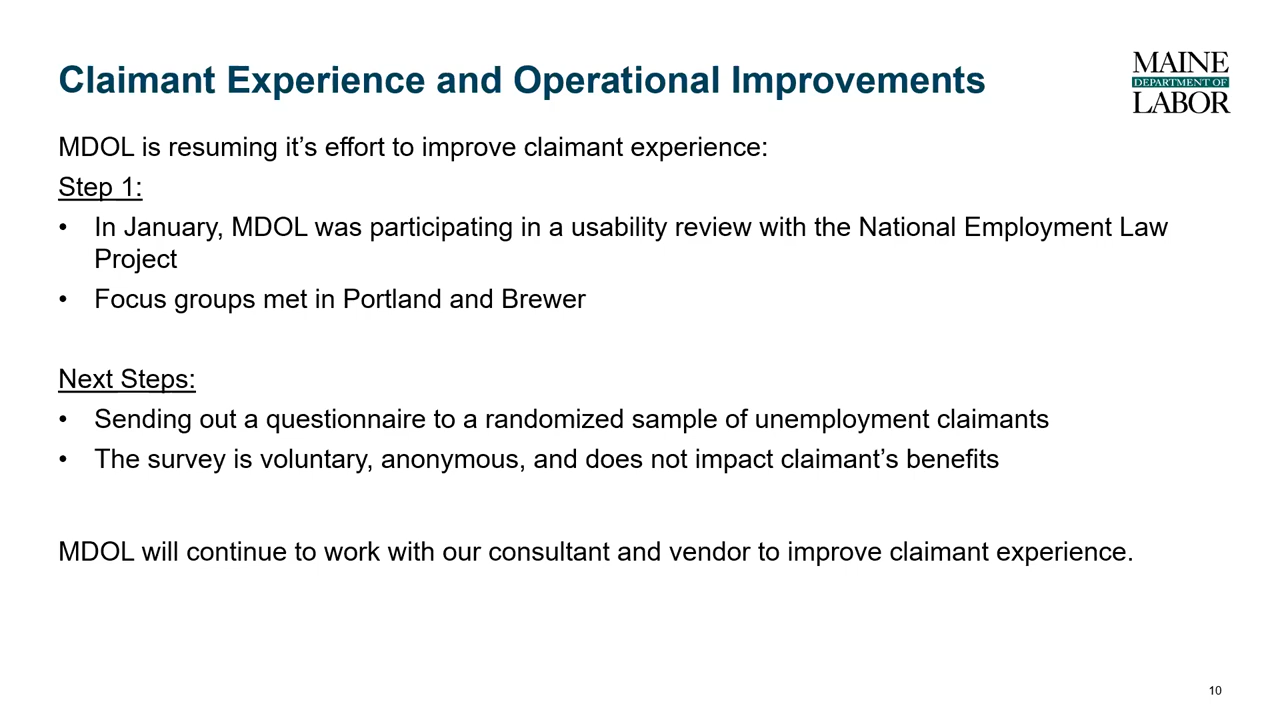 Claimant Experience and Operational Improvements
MAINE
DEPARTMENT OF
LABOR
MDOL is resuming it’s effort to improve claimant experience:
Step 1:
• In January, MDOL was participating in a usability review with the National Employment Law
Project
• Focus groups met in Portland and Brewer
Next Steps:
• Sending out a questionnaire to a randomized sample of unemployment claimants
• The survey is voluntary, anonymous, and does not impact claimant’s benefits
MDOL will continue to work with our consultant and vendor to improve claimant experience.
10